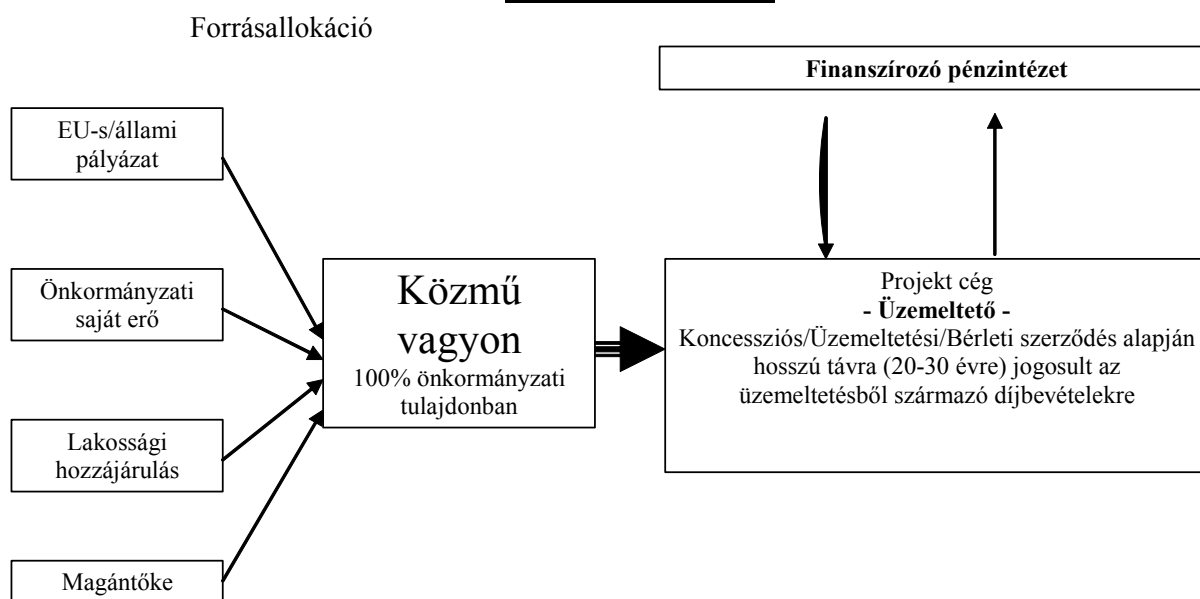 Forrásallokáció
Finanszírozó pénzintézet
EU-s/állami
pályázat
Önkormányzati
saját erő
Lakossági
hozzájárulás
Magántőke
Közmű
vagyon
100% önkormányzati
tulajdonban
Projekt cég
- Üzemeltető -
Koncessziós/Üzemeltetési/Bérleti szerződés alapján
hosszú távra (20-30 évre) jogosult az
üzemeltetésből származó díjbevételekre